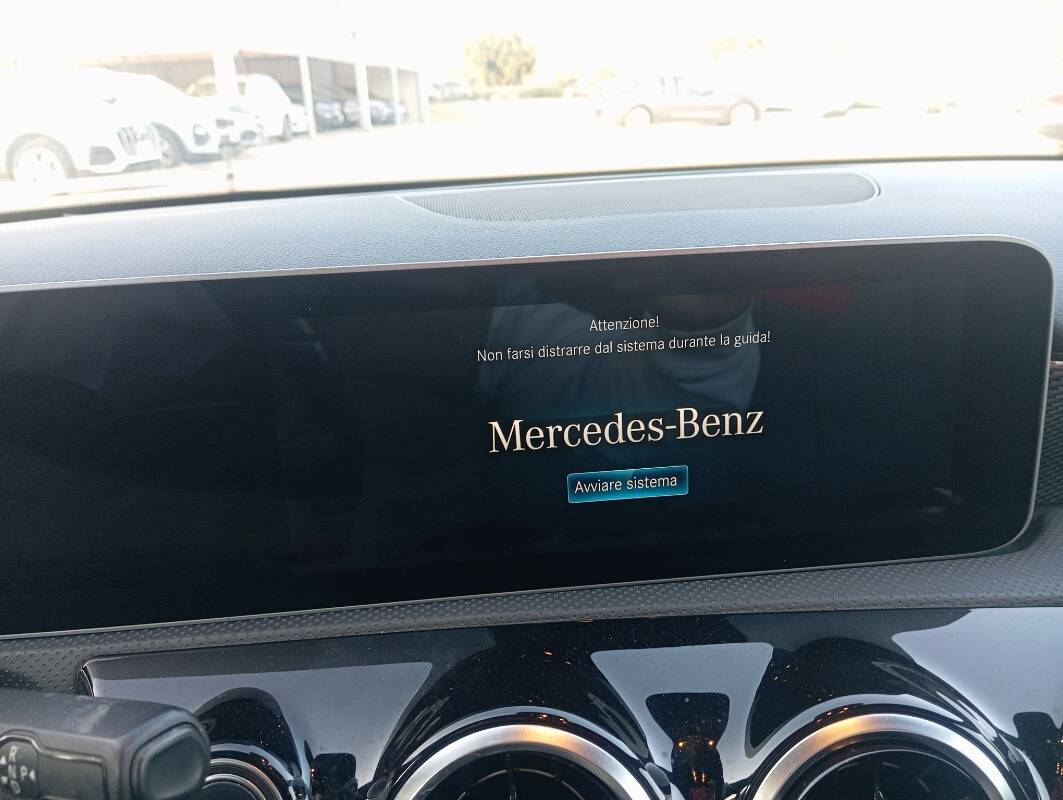 Attenzione!
Non farsi distrarre dal sistema durante la guida!
Mercedes-Benz
Avviare sistema
R
N
D
P